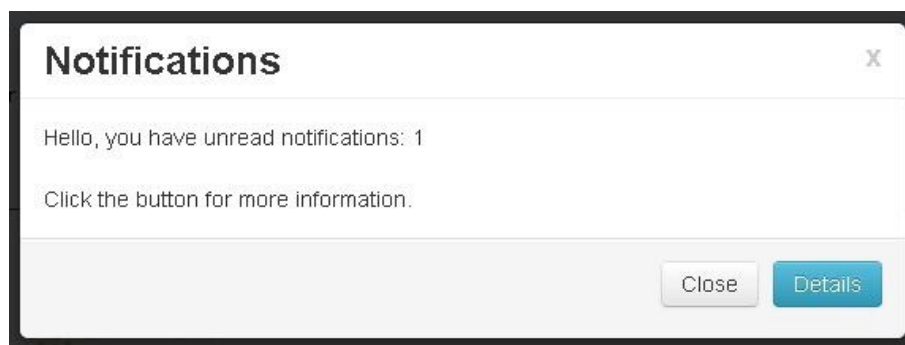 Notifications
x
Hello, you have unread notifications: 1
Click the button for more information.
Close
Details